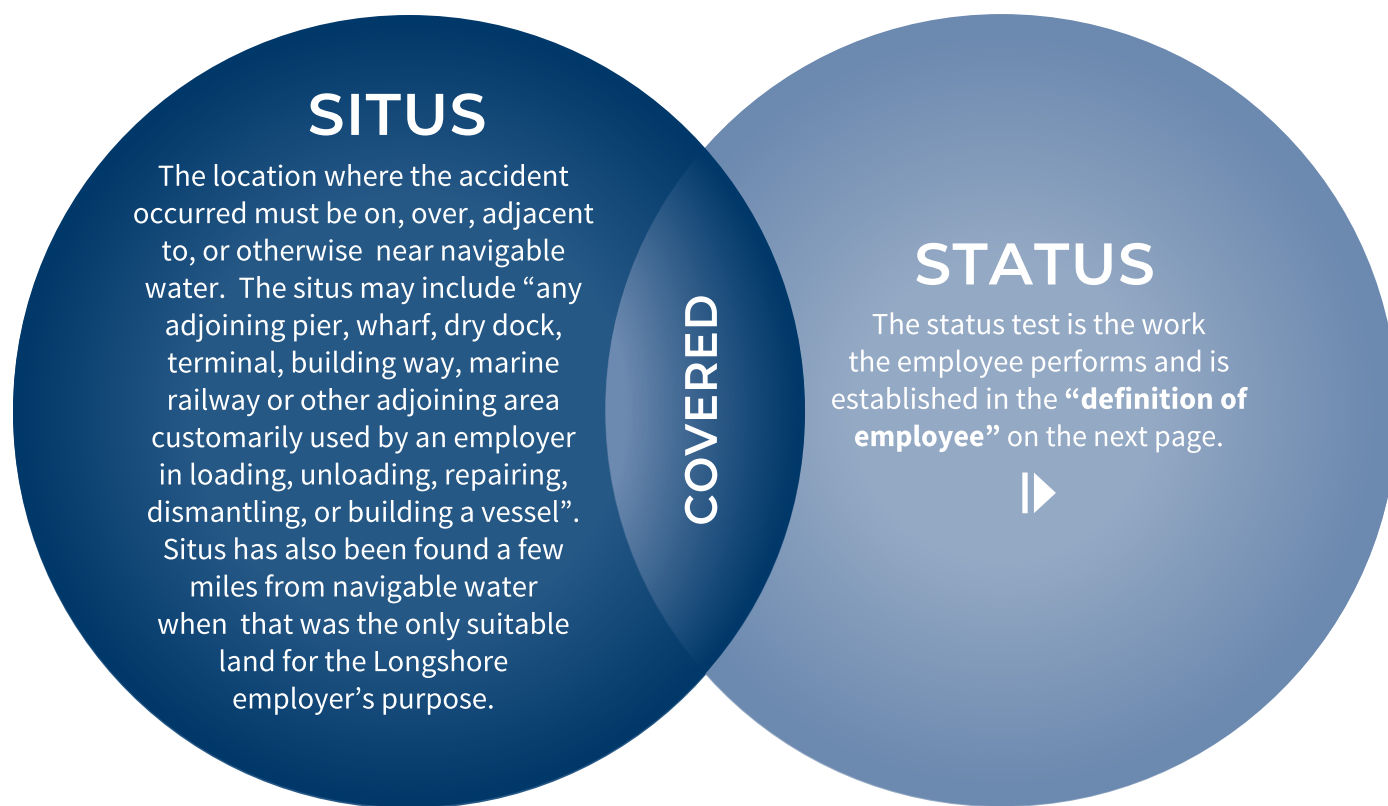 SITUS
The location where the accident
occurred must be on, over, adjacent
to, or otherwise  near navigable
water.  The situs may include “any
adjoining pier, wharf, dry dock,
terminal, building way, marine
railway or other adjoining area
customarily used by an employer
in loading, unloading, repairing,
dismantling, or building a vessel”.
Situs has also been found a few
miles from navigable water
when  that was the only suitable
land for the Longshore
employer’s purpose.
COVERED
STATUS
The status test is the work
the employee performs and is
established in the “definition of
employee” on the next page.